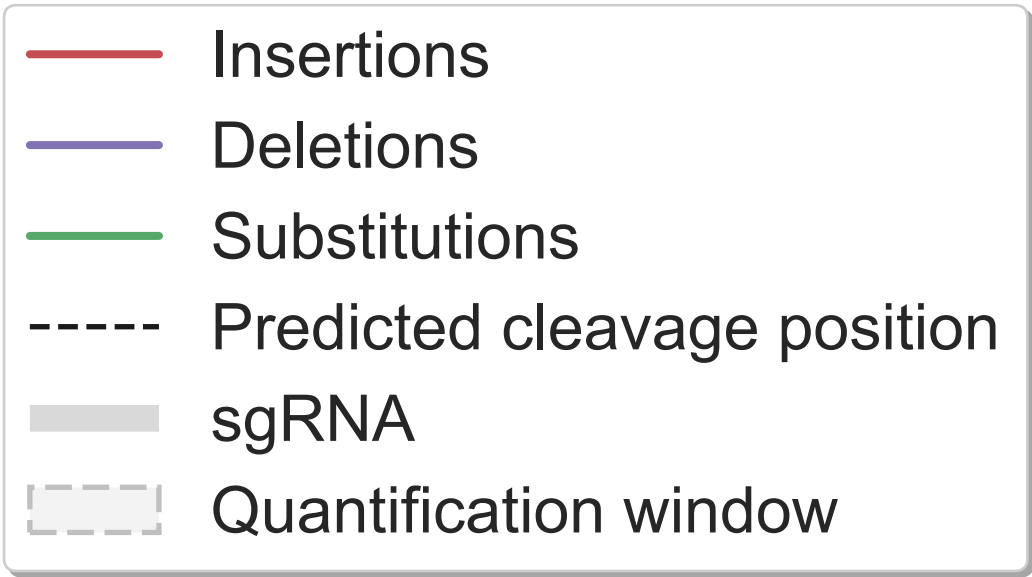 Insertions
Deletions
Substitutions
Predicted cleavage position
sgRNA
Quantification window